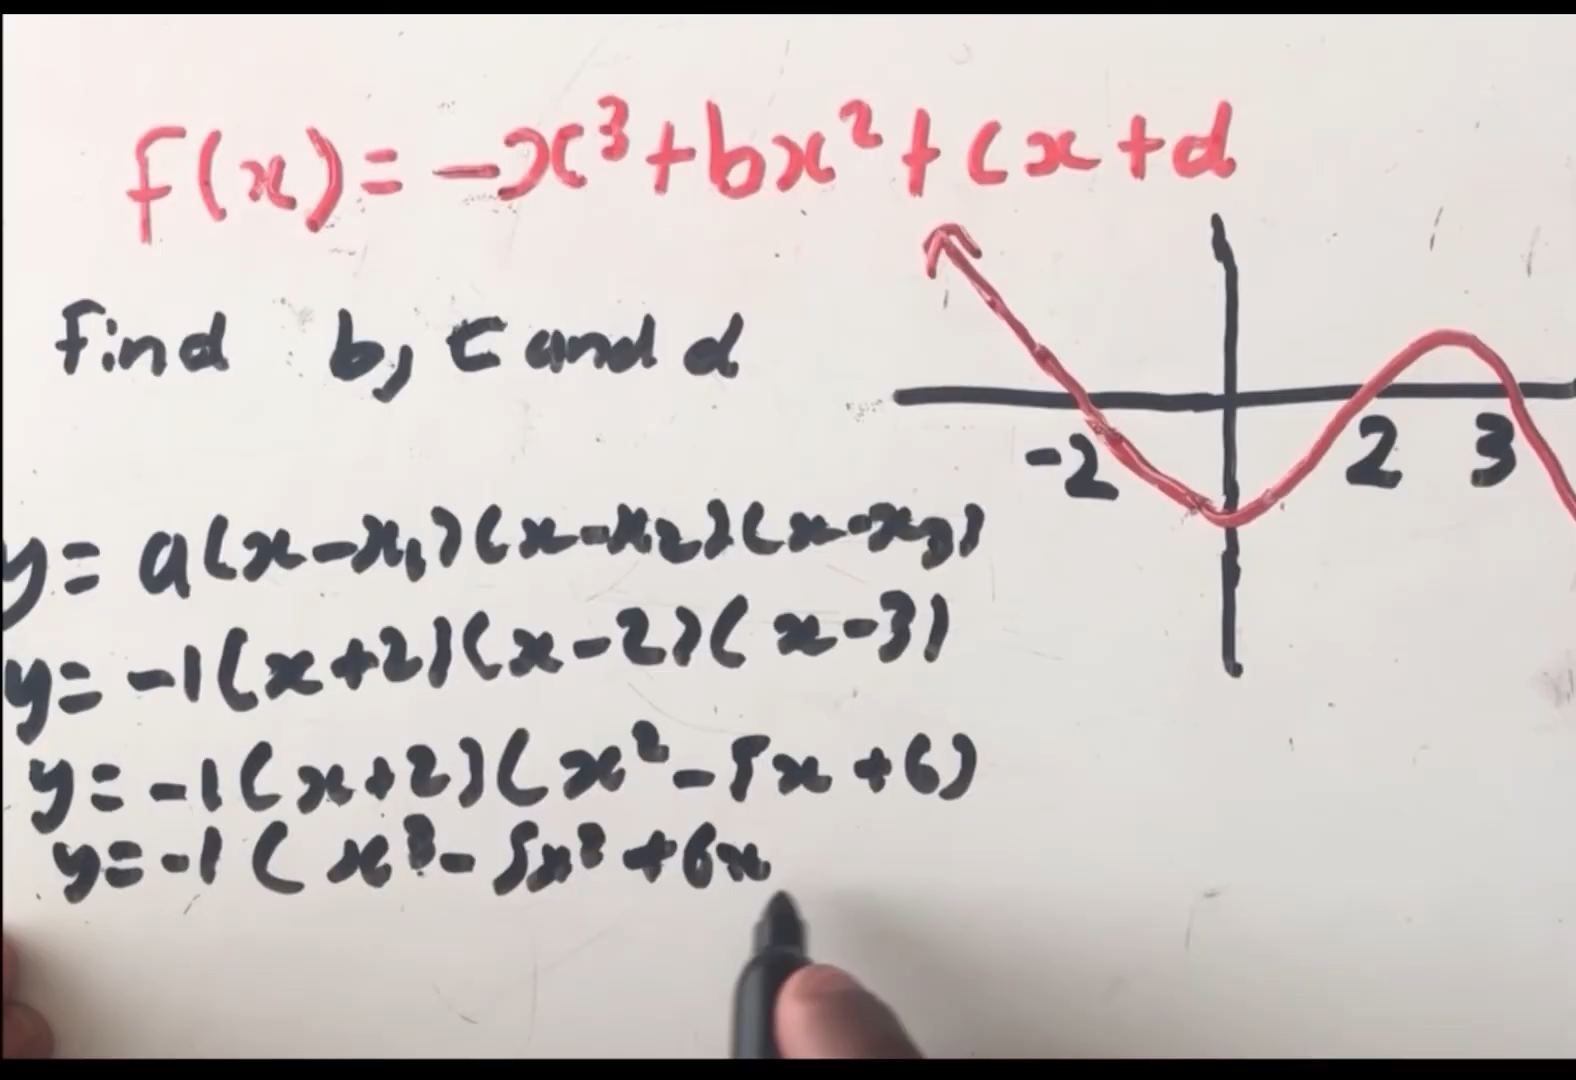 f(x) = -x³ + bx² + cx + d
Find b, c and d
-2 2 3
y = a(x-x₁)(x-x₂)(x-x₃)
y = -1(x+2)(x-2)(x-3)
y = -1(x+2)(x²-5x+6)
y = -1(x³-5x²+6x